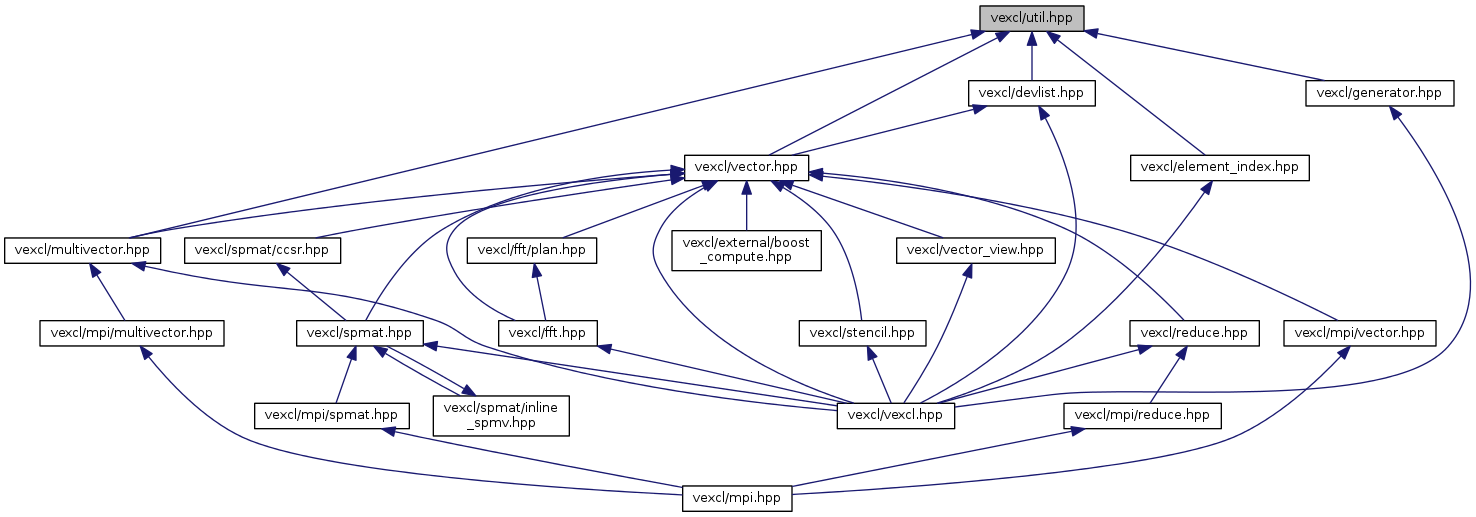 vexcl/util.hpp
vexcl/devlist.hpp
vexcl/generator.hpp
vexcl/vector.hpp
vexcl/element_index.hpp
vexcl/multivector.hpp
vexcl/spmat/ccsr.hpp
vexcl/fft/plan.hpp
vexcl/external/boost
_compute.hpp
vexcl/vector_view.hpp
vexcl/mpi/multivector.hpp
vexcl/spmat.hpp
vexcl/fft.hpp
vexcl/stencil.hpp
vexcl/reduce.hpp
vexcl/mpi/vector.hpp
vexcl/mpi/spmat.hpp
vexcl/spmat/inline
_spmv.hpp
vexcl/vexcl.hpp
vexcl/mpi/reduce.hpp
vexcl/mpi.hpp